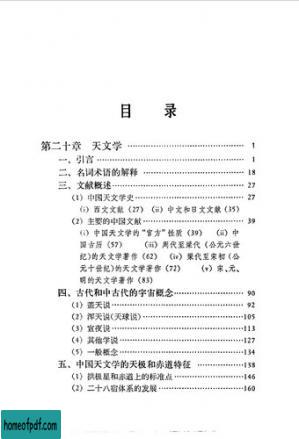 目 录
第二十章 天文学 1
一、引言 1
二、名词术语的解释 18
三、文献概述 27
(1) 中国天文学史 27
(i) 西文文献 (27) (ii) 中文和日文文献 (35)
(2) 主要的中国文献 39
(i) 中国天文学的“官方”性质 (39) (ii) 中
国古历 (57) (iii) 周代至梁代 (公元六世
纪)的天文学著作 (62) (iv) 梁代至宋初 (公
元十世纪)的天文学著作 (72) (v) 宋、元、
明的天文学著作 (83)
四、古代和中古代的宇宙概念 90
(1) 盖天说 92
(2) 浑天说(天球说) 105
(3) 宣夜说 113
(4) 其他学说 127
(5) 一般概念 134
五、中国天文学的天极和赤道特征 138
(1) 拱极星和赤道上的标准点 146
(2) 二十八宿体系的发展 160
homeofpdf.com